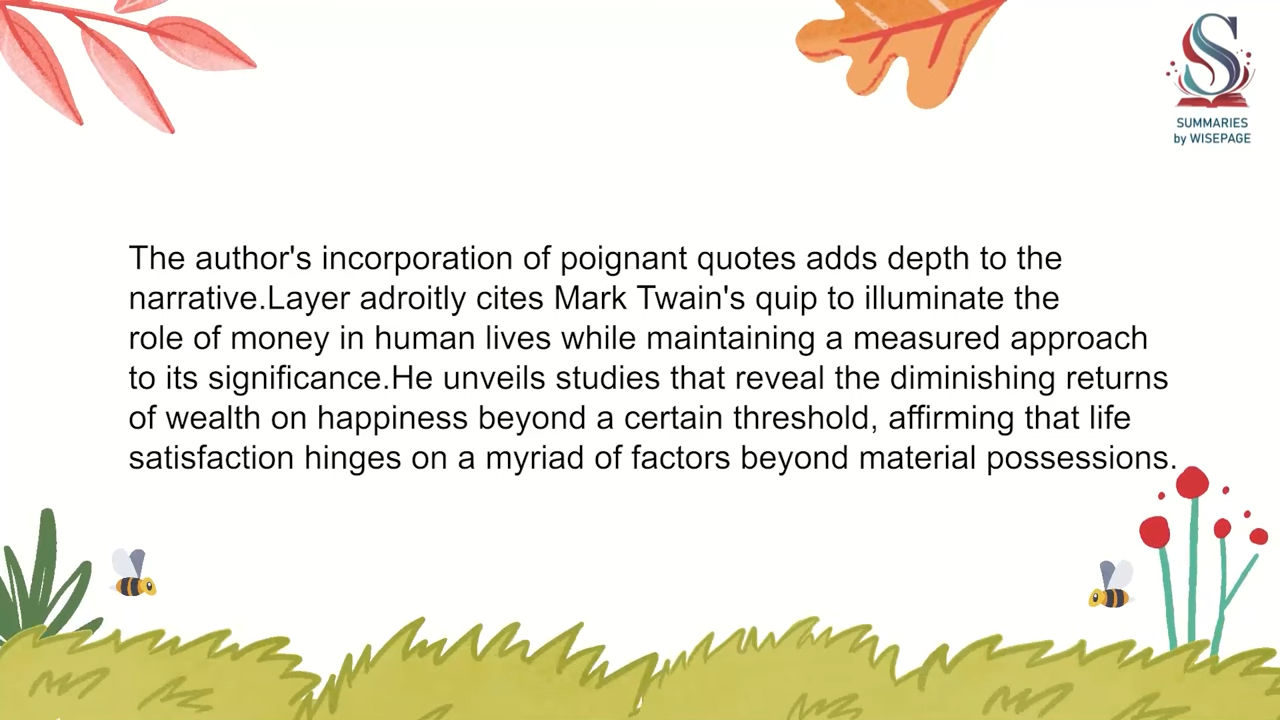 SUMMARIES
by WISEPAGE
The author's incorporation of poignant quotes adds depth to the
narrative.Layer adroitly cites Mark Twain's quip to illuminate the
role of money in human lives while maintaining a measured approach
to its significance.He unveils studies that reveal the diminishing returns
of wealth on happiness beyond a certain threshold, affirming that life
satisfaction hinges on a myriad of factors beyond material possessions.